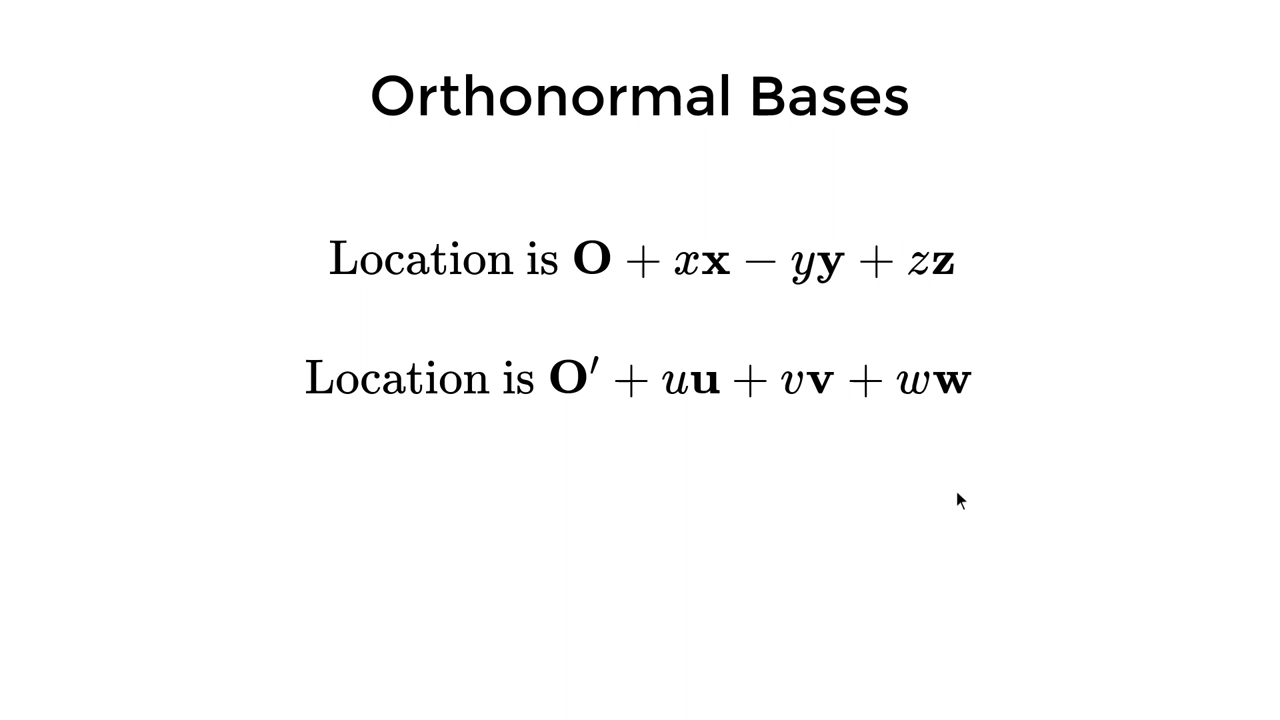 Orthonormal Bases
Location is O + xx − yy + zz
Location is O′ + uu + vv + ww